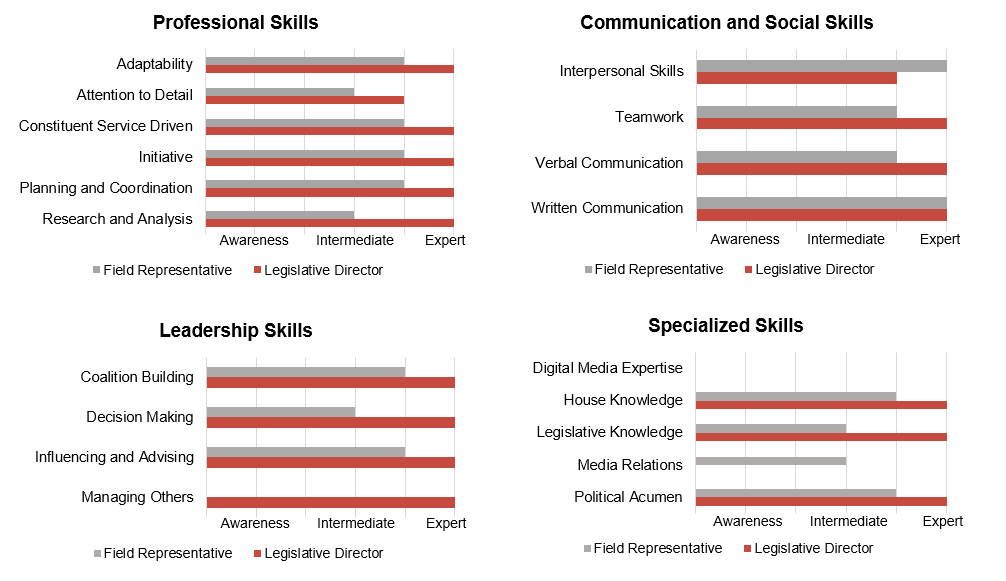 Professional Skills
Adaptability
Attention to Detail
Constituent Service Driven
Initiative
Planning and Coordination
Research and Analysis
Awareness Intermediate Expert
Field Representative Legislative Director
Communication and Social Skills
Interpersonal Skills
Teamwork
Verbal Communication
Written Communication
Awareness Intermediate Expert
Field Representative Legislative Director
Leadership Skills
Coalition Building
Decision Making
Influencing and Advising
Managing Others
Awareness Intermediate Expert
Field Representative Legislative Director
Specialized Skills
Digital Media Expertise
House Knowledge
Legislative Knowledge
Media Relations
Political Acumen
Awareness Intermediate Expert
Field Representative Legislative Director